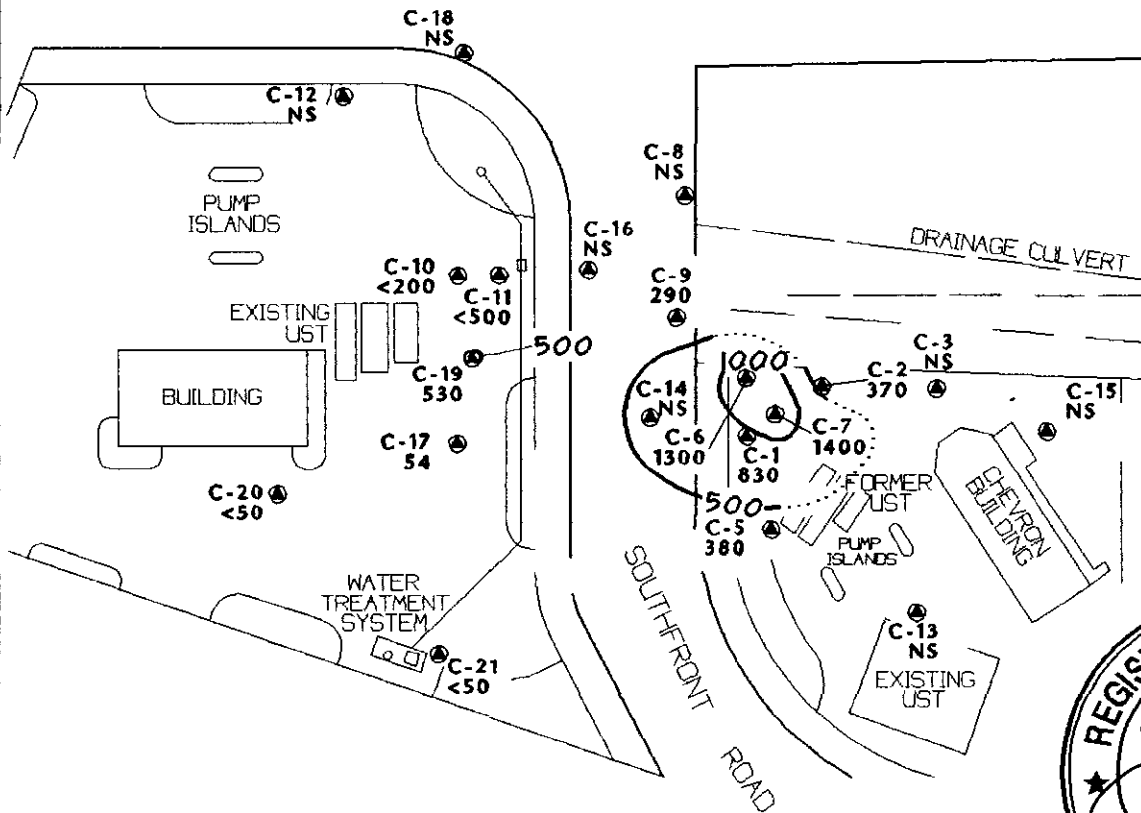 C-18
NS
C-12
NS
C-8
NS
PUMP
ISLANDS
C-16
NS
DRAINAGE CULVERT
C-10
<200
C-11
<500
C-9
290
EXISTING
UST
500
1000
C-3
NS
C-2
370
C-19
530
BUILDING
C-14
NS
C-15
NS
C-6
1300
C-7
1400
C-1
830
C-17
54
C-20
<50
500
FORMER
UST
CHEVRON
BUILDING
C-5
380
PUMP
ISLANDS
WATER
TREATMENT
SYSTEM
SOUTHFRONT ROAD
C-13
NS
C-21
<50
EXISTING
UST